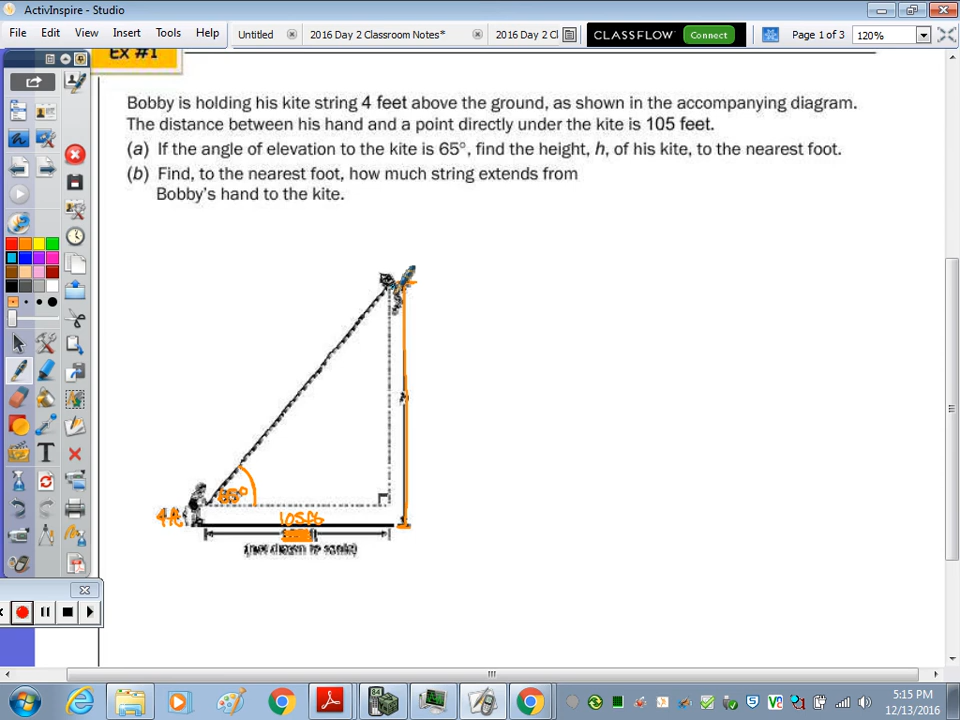 ActivInspire - Studio
File Edit View Insert Tools Help
Untitled
2016 Day 2 Classroom Notes*
2016 Day 2 Cl
CLASSFLOW Connect
Page 1 of 3
120%
Ex #1
Bobby is holding his kite string 4 feet above the ground, as shown in the accompanying diagram.
The distance between his hand and a point directly under the kite is 105 feet.
(a) If the angle of elevation to the kite is 65°, find the height, h, of his kite, to the nearest foot.
(b) Find, to the nearest foot, how much string extends from
Bobby's hand to the kite.
h
65°
4ft
105ft
(not drawn to scale)
5:15 PM
12/13/2016